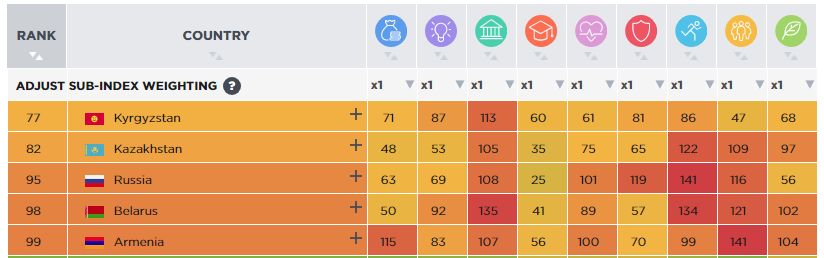 RANK COUNTRY
ADJUST SUB-INDEX WEIGHTING ? x1 x1 x1 x1 x1 x1 x1 x1 x1
77 Kyrgyzstan + 71 87 113 60 61 81 86 47 68
82 Kazakhstan + 48 53 105 35 75 65 122 109 97
95 Russia + 63 69 108 25 101 119 141 116 56
98 Belarus + 50 92 135 41 89 57 134 121 102
99 Armenia + 115 83 107 56 100 70 99 141 104